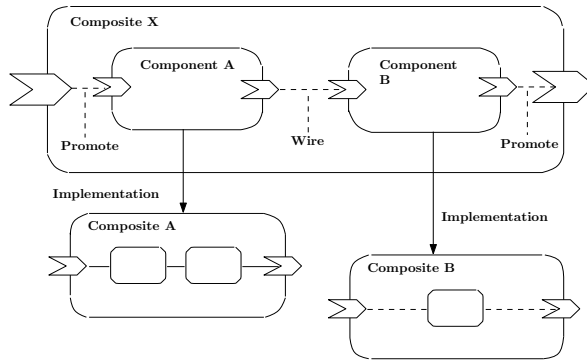 Composite X
Component A
Component
B
Promote
Wire
Promote
Implementation
Implementation
Composite A
Composite B